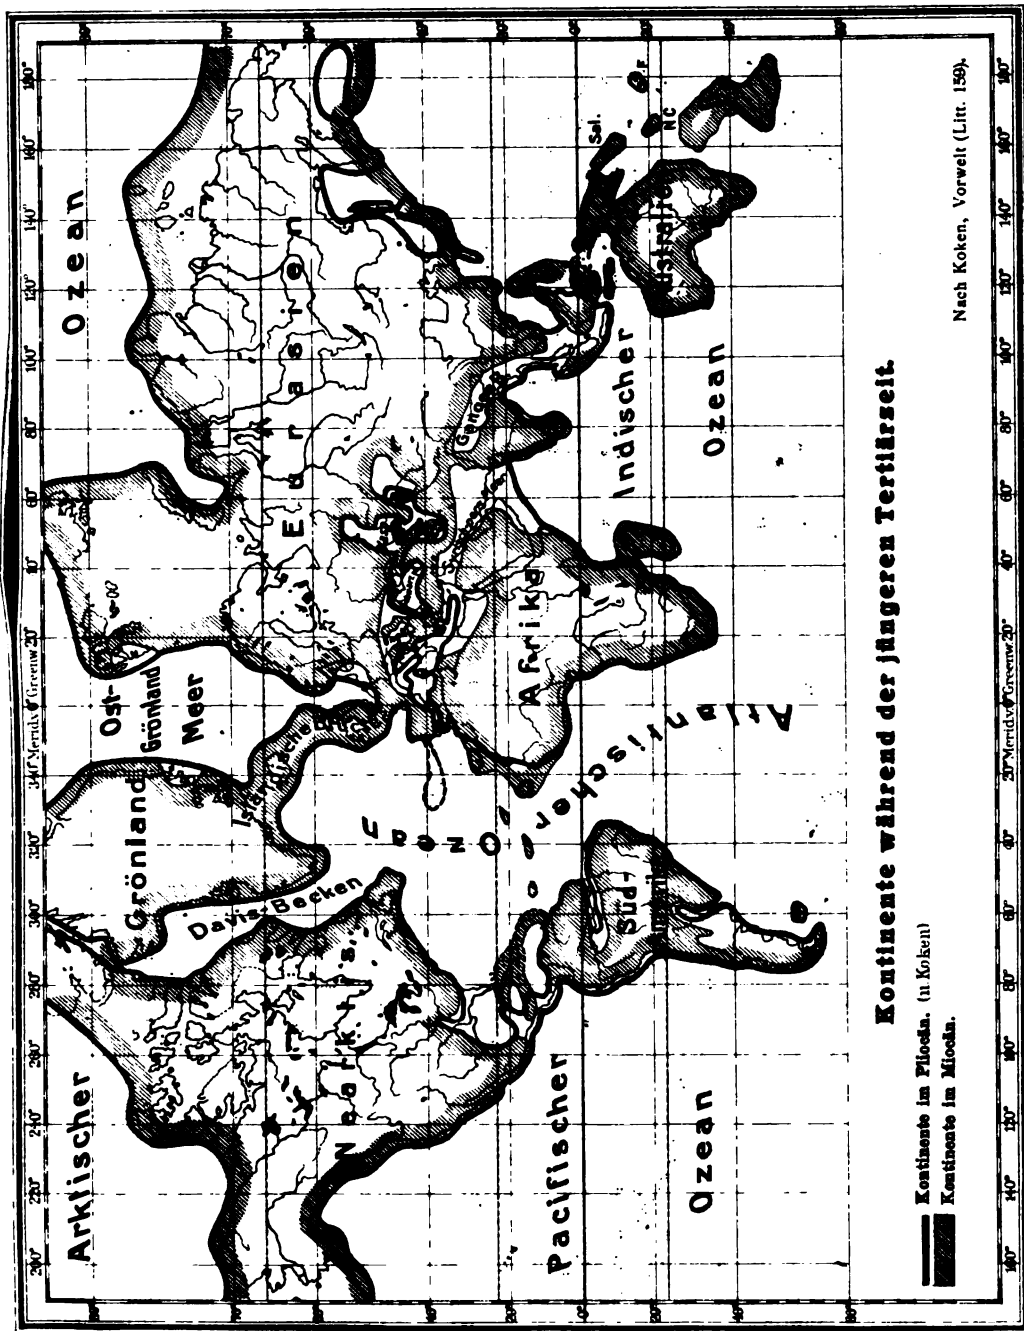 Arktischer
Ozean
Grönland
Ost-
Grönland
Meer
Davis-Becken
Isländische
Eurasien
Nearktis.
Ganges
Atlantischer
Ozean
Afrika
Pacifischer
Ozean
Süd-
Indischer
Ozean
Australien
Sal.
F
NC
Kontinente während der jüngeren Tertiärzeit.
Kontinente im Pliocän. (n. Koken)
Kontinente im Miocän.
Nach Koken, Vorwelt (Litt. 159).